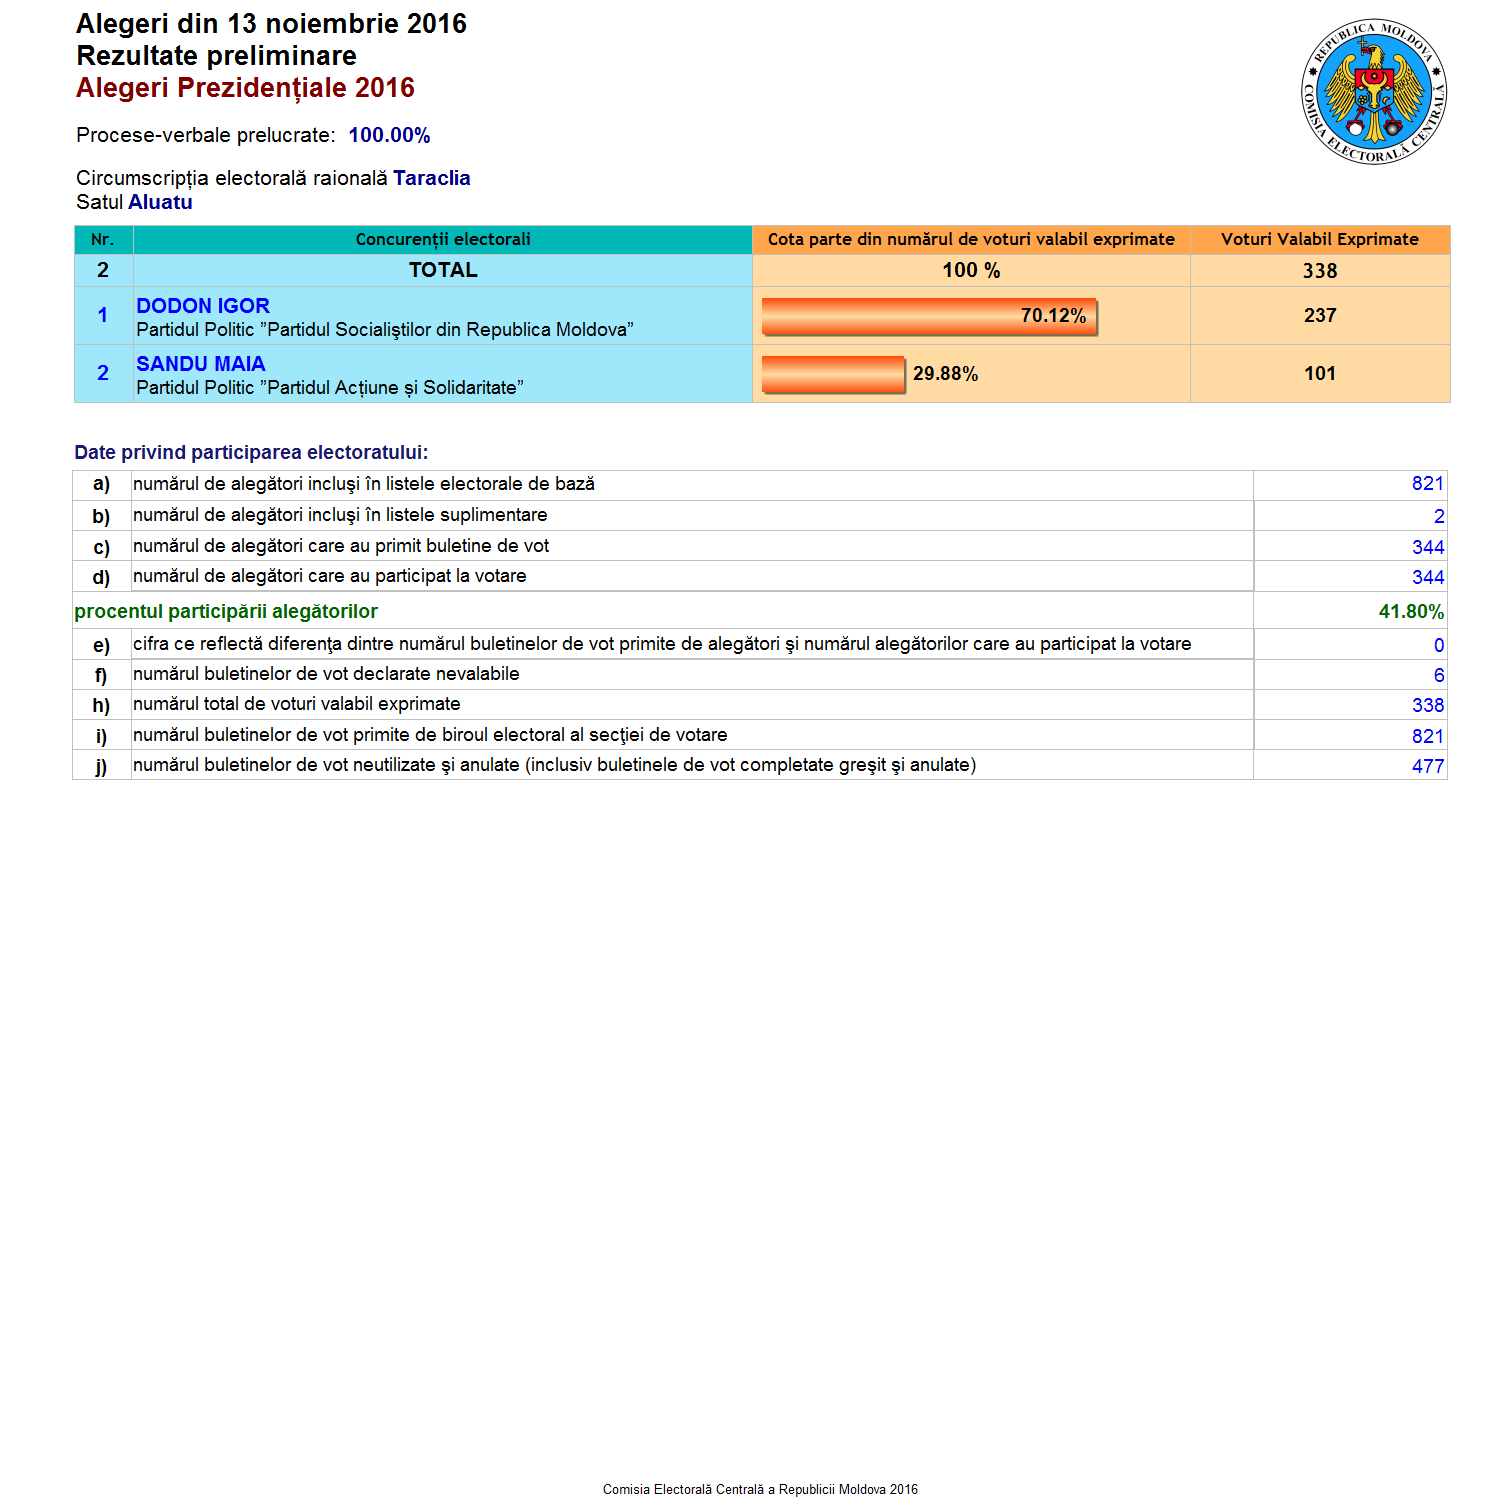 Alegeri din 13 noiembrie 2016
Rezultate preliminare
Alegeri Prezidențiale 2016
REPUBLICA MOLDOVA
COMISIA ELECTORALĂ CENTRALĂ
Procese-verbale prelucrate: 100.00%
Circumscripția electorală raională Taraclia
Satul Aluatu
Nr. Concurenții electorali Cota parte din numărul de voturi valabil exprimate Voturi Valabil Exprimate
2 TOTAL 100 % 338
1 DODON IGOR 70.12% 237
Partidul Politic ”Partidul Socialiştilor din Republica Moldova”
2 SANDU MAIA 29.88% 101
Partidul Politic ”Partidul Acțiune și Solidaritate”
Date privind participarea electoratului:
a) numărul de alegători incluşi în listele electorale de bază 821
b) numărul de alegători incluşi în listele suplimentare 2
c) numărul de alegători care au primit buletine de vot 344
d) numărul de alegători care au participat la votare 344
procentul participării alegătorilor 41.80%
e) cifra ce reflectă diferenţa dintre numărul buletinelor de vot primite de alegători şi numărul alegătorilor care au participat la votare 0
f) numărul buletinelor de vot declarate nevalabile 6
h) numărul total de voturi valabil exprimate 338
i) numărul buletinelor de vot primite de biroul electoral al secţiei de votare 821
j) numărul buletinelor de vot neutilizate şi anulate (inclusiv buletinele de vot completate greşit şi anulate) 477
Comisia Electorală Centrală a Republicii Moldova 2016